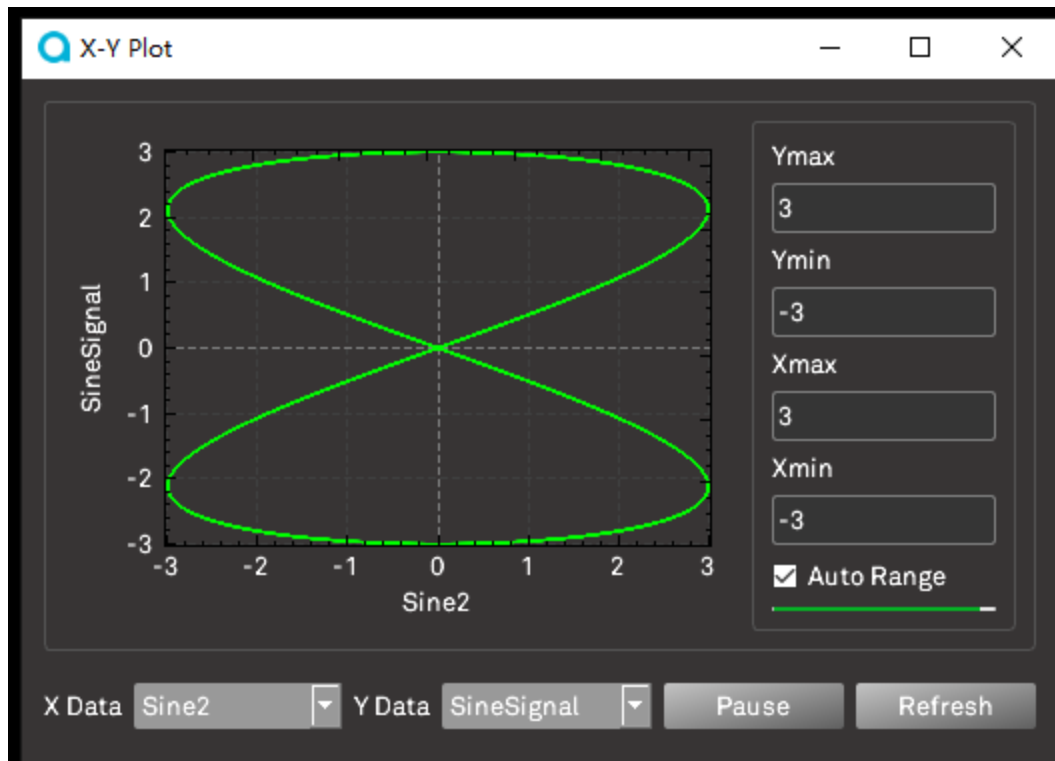 X-Y Plot
3
2
1
0
-1
-2
-3
SineSignal
-3 -2 -1 0 1 2 3
Sine2
Ymax
3
Ymin
-3
Xmax
3
Xmin
-3
Auto Range
X Data Sine2 Y Data SineSignal Pause Refresh